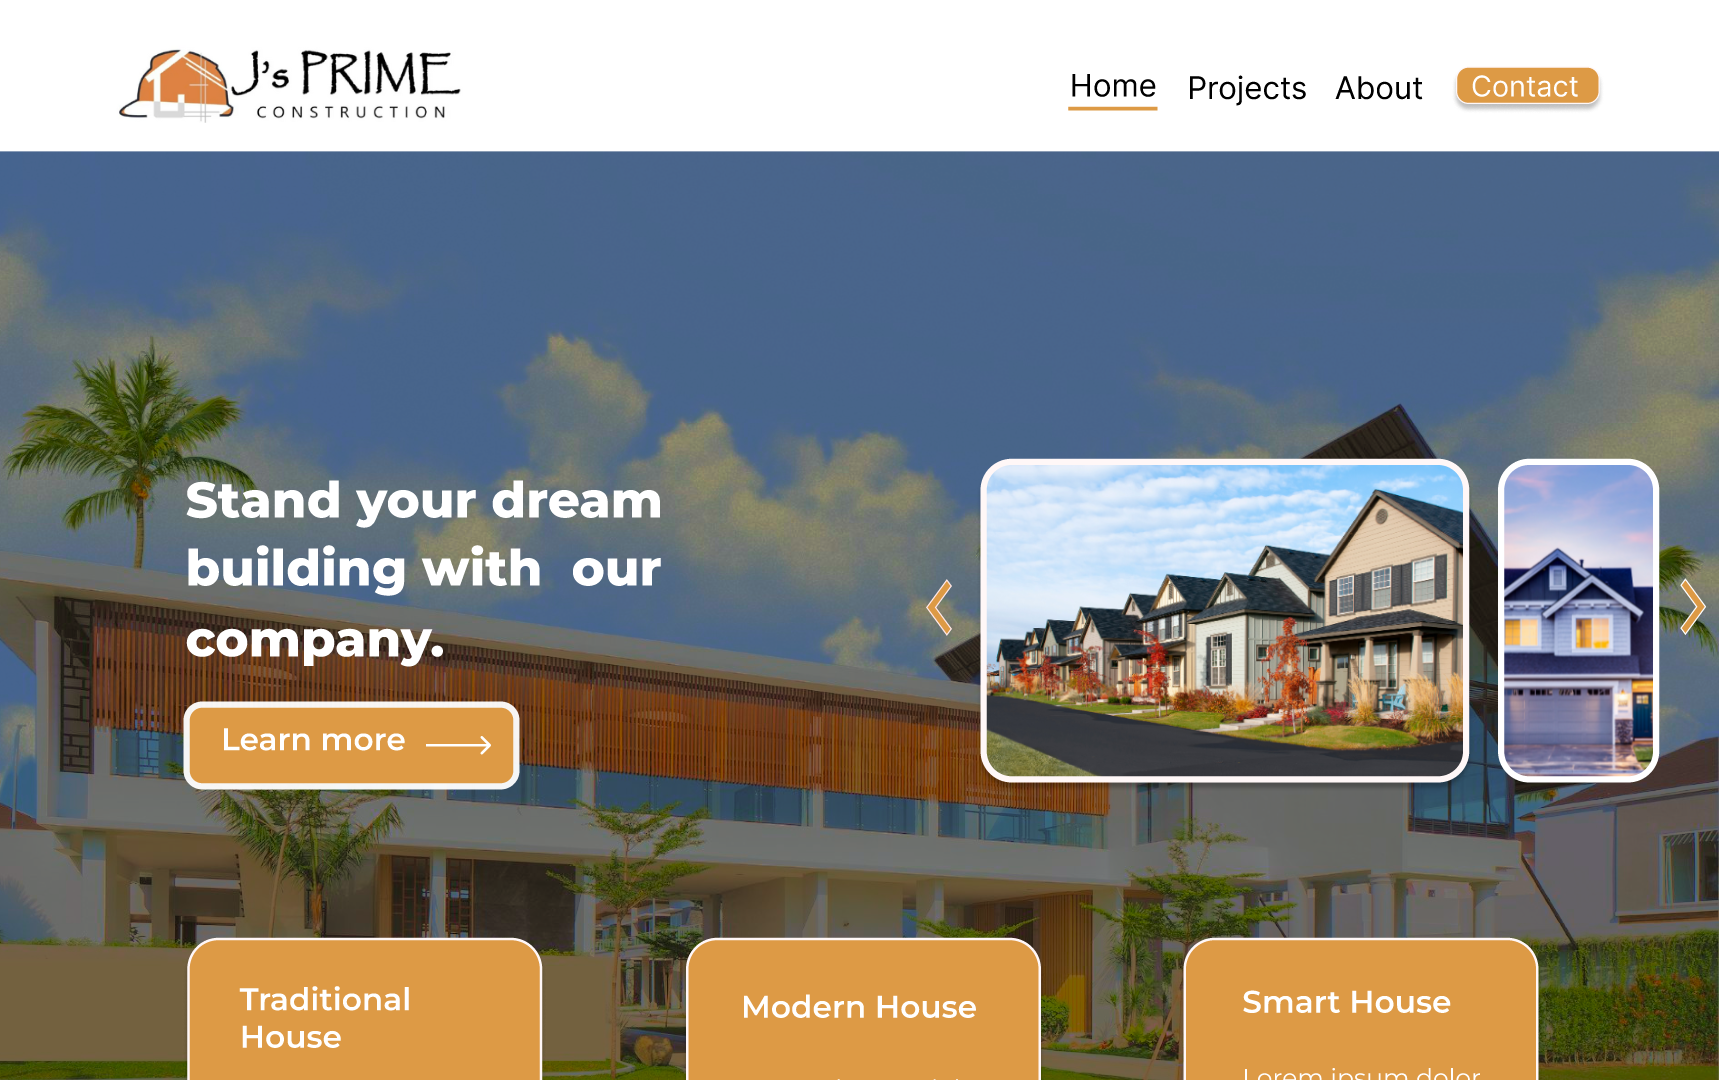 J's PRIME
CONSTRUCTION
Home
Projects
About
Contact
Stand your dream
building with our
company.
Learn more
Traditional
House
Modern House
Smart House
Lorem ipsum dolor